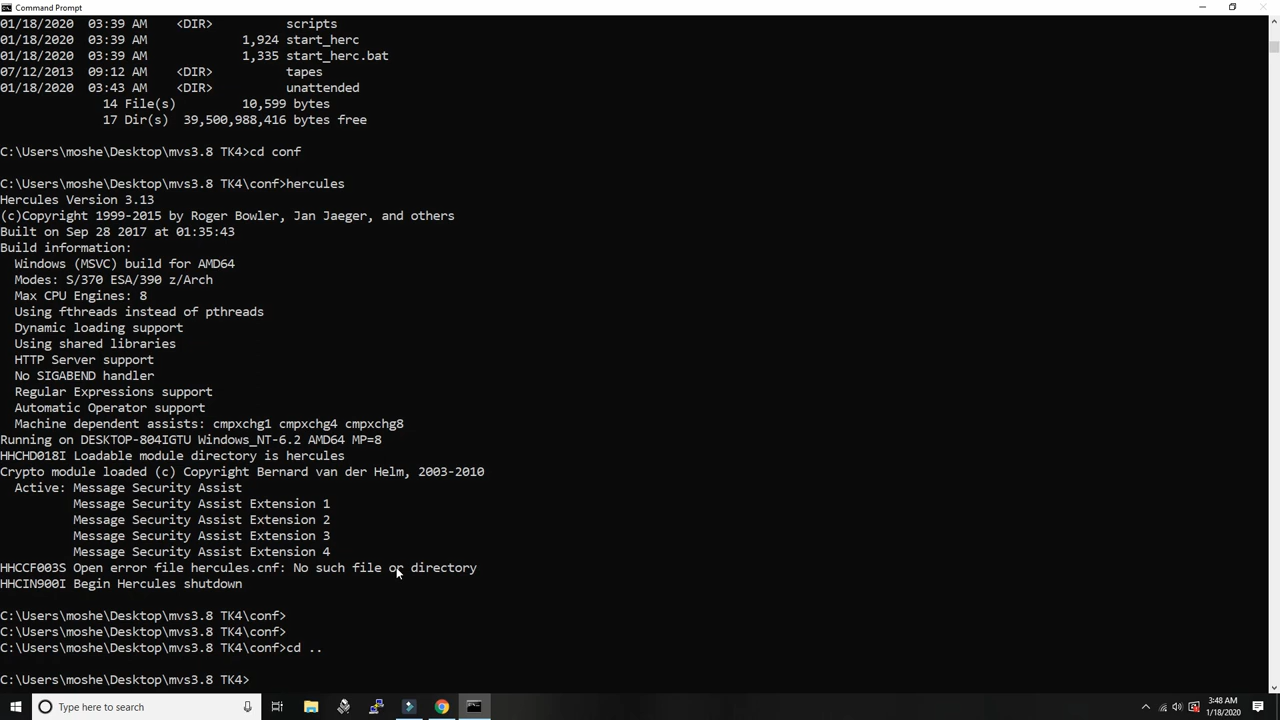 Command Prompt
01/18/2020  03:39 AM    <DIR>          scripts
01/18/2020  03:39 AM             1,924 start_herc
01/18/2020  03:39 AM             1,335 start_herc.bat
07/12/2013  09:12 AM    <DIR>          tapes
01/18/2020  03:43 AM    <DIR>          unattended
              14 File(s)         10,599 bytes
              17 Dir(s)  39,500,988,416 bytes free
C:\Users\moshe\Desktop\mvs3.8 TK4>cd conf
C:\Users\moshe\Desktop\mvs3.8 TK4\conf>hercules
Hercules Version 3.13
(c)Copyright 1999-2015 by Roger Bowler, Jan Jaeger, and others
Built on Sep 28 2017 at 01:35:43
Build information:
  Windows (MSVC) build for AMD64
  Modes: S/370 ESA/390 z/Arch
  Max CPU Engines: 8
  Using fthreads instead of pthreads
  Dynamic loading support
  Using shared libraries
  HTTP Server support
  No SIGABEND handler
  Regular Expressions support
  Automatic Operator support
  Machine dependent assists: cmpxchg1 cmpxchg4 cmpxchg8
Running on DESKTOP-804IGTU Windows_NT-6.2 AMD64 MP=8
HHCHD018I Loadable module directory is hercules
Crypto module loaded (c) Copyright Bernard van der Helm, 2003-2010
  Active: Message Security Assist
          Message Security Assist Extension 1
          Message Security Assist Extension 2
          Message Security Assist Extension 3
          Message Security Assist Extension 4
HHCCF003S Open error file hercules.cnf: No such file or directory
HHCIN900I Begin Hercules shutdown
C:\Users\moshe\Desktop\mvs3.8 TK4\conf>
C:\Users\moshe\Desktop\mvs3.8 TK4\conf>
C:\Users\moshe\Desktop\mvs3.8 TK4\conf>cd ..
C:\Users\moshe\Desktop\mvs3.8 TK4>
Type here to search
3:48 AM
1/18/2020